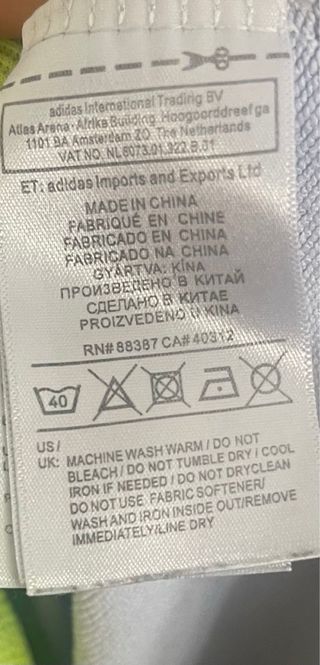 adidas International Trading BV
Atlas Arena - Afrika Building Hoogoorddreef 9a
1101 BA Amsterdam ZO The Netherlands
VAT NO. NL8073.01.322.B.01
ET: adidas Imports and Exports Ltd
MADE IN CHINA
FABRIQUÉ EN CHINE
FABRICADO EN CHINA
FABRICADO NA CHINA
GYÁRTVA: KÍNA
ПРОИЗВЕДЕНО В КИТАЙ
СДЕЛАНО В КИТАЕ
PROIZVEDENO U KINA
RN# 88387 CA# 40312
40
US/
UK: MACHINE WASH WARM / DO NOT
BLEACH / DO NOT TUMBLE DRY / COOL
IRON IF NEEDED / DO NOT DRYCLEAN
DO NOT USE FABRIC SOFTENER/
WASH AND IRON INSIDE OUT/REMOVE
IMMEDIATELY/LINE DRY